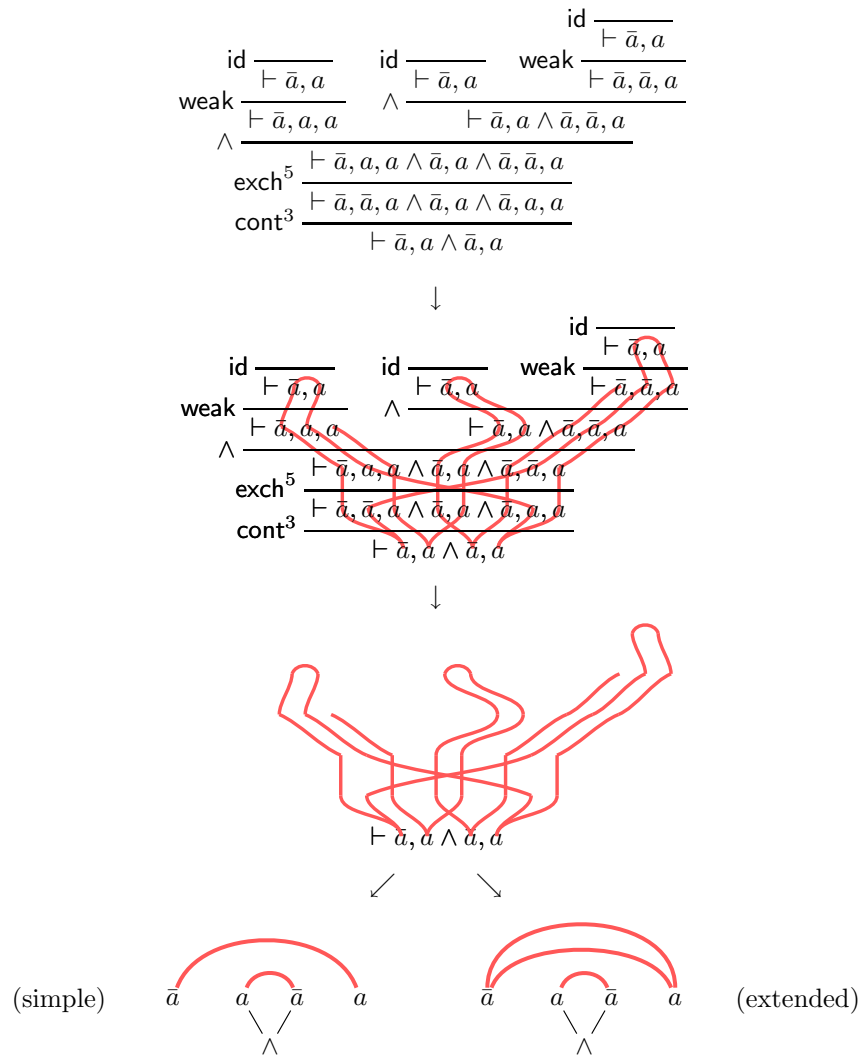 id
⊢ ā, a
id id weak
⊢ ā, a ⊢ ā, a ⊢ ā, ā, a
weak ∧
⊢ ā, a, a ⊢ ā, a ∧ ā, ā, a
∧
⊢ ā, a, a ∧ ā, a ∧ ā, ā, a
exch⁵
⊢ ā, ā, a ∧ ā, a ∧ ā, a, a
cont³
⊢ ā, a ∧ ā, a
↓
id
⊢ ā, a
id id weak
⊢ ā, a ⊢ ā, a ⊢ ā, ā, a
weak ∧
⊢ ā, a, a ⊢ ā, a ∧ ā, ā, a
∧
⊢ ā, a, a ∧ ā, a ∧ ā, ā, a
exch⁵
⊢ ā, ā, a ∧ ā, a ∧ ā, a, a
cont³
⊢ ā, a ∧ ā, a
↓
⊢ ā, a ∧ ā, a
↙ ↘
(simple) ā a ā a ā a ā a (extended)
∧ ∧